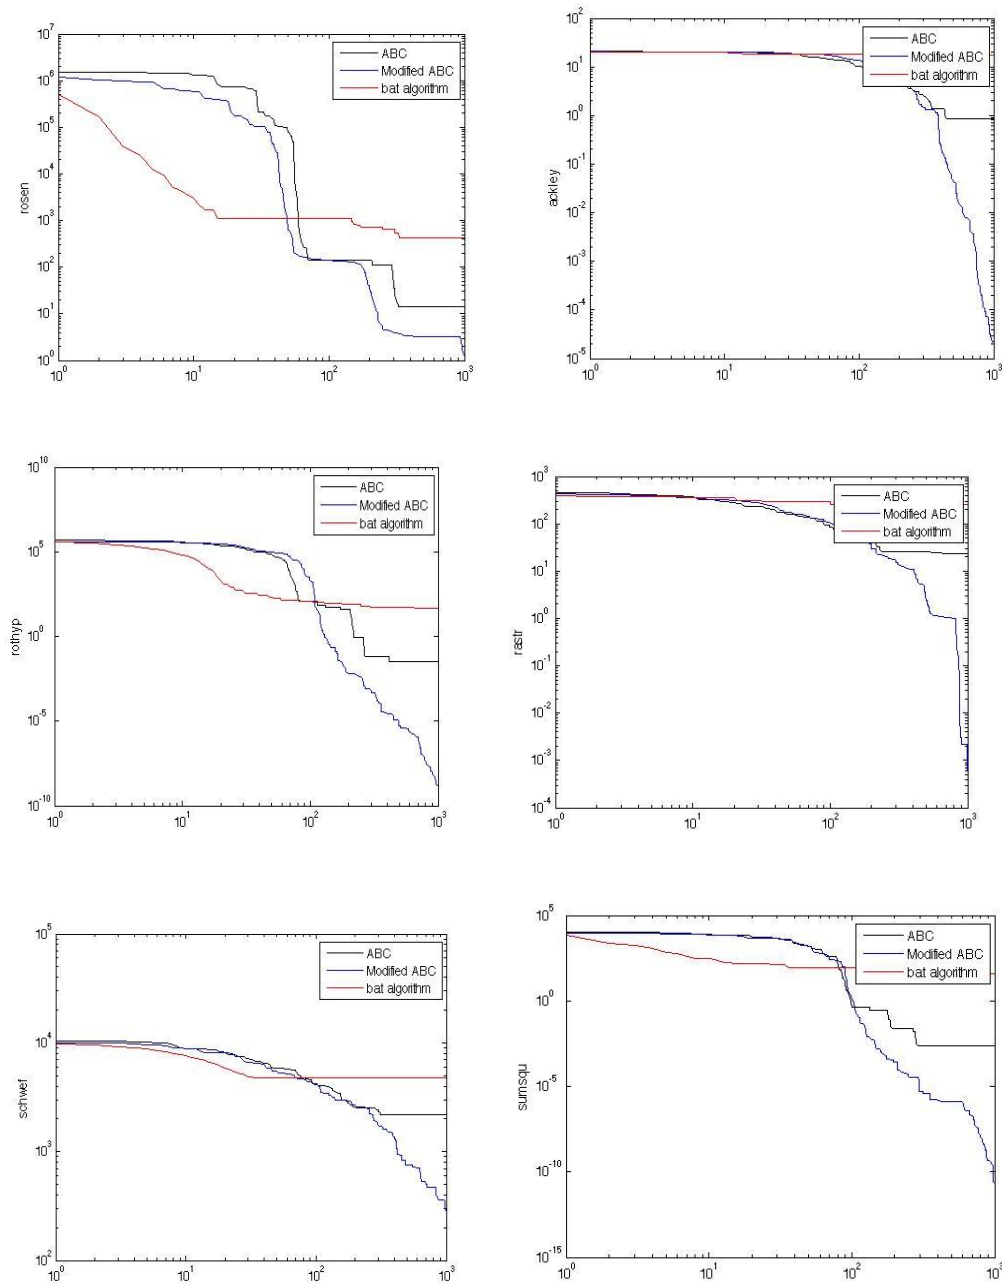 10^7
10^6
10^5
10^4
10^3
10^2
10^1
10^0
rosen
ABC
Modified ABC
bat algorithm
10^0 10^1 10^2 10^3
10^2
10^1
10^0
10^-1
10^-2
10^-3
10^-4
10^-5
ackley
ABC
Modified ABC
bat algorithm
10^0 10^1 10^2 10^3
10^10
10^5
10^0
10^-5
10^-10
rothyp
ABC
Modified ABC
bat algorithm
10^0 10^1 10^2 10^3
10^3
10^2
10^1
10^0
10^-1
10^-2
10^-3
10^-4
rastr
ABC
Modified ABC
bat algorithm
10^0 10^1 10^2 10^3
10^5
10^4
10^3
10^2
schwef
ABC
Modified ABC
bat algorithm
10^0 10^1 10^2 10^3
10^5
10^0
10^-5
10^-10
10^-15
sumsqu
ABC
Modified ABC
bat algorithm
10^0 10^1 10^2 10^3